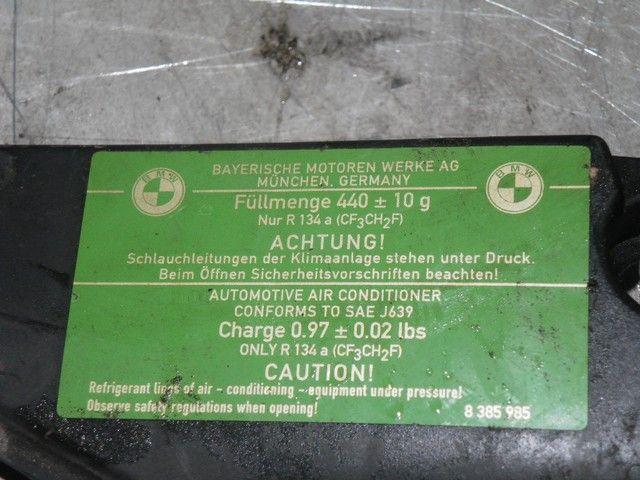 BMW
BMW
BAYERISCHE MOTOREN WERKE AG
MÜNCHEN, GERMANY
Füllmenge 440 ± 10 g
Nur R 134 a (CF₃CH₂F)
ACHTUNG!
Schlauchleitungen der Klimaanlage stehen unter Druck.
Beim Öffnen Sicherheitsvorschriften beachten!
AUTOMOTIVE AIR CONDITIONER
CONFORMS TO SAE J639
Charge 0.97 ± 0.02 lbs
ONLY R 134 a (CF₃CH₂F)
CAUTION!
Refrigerant lines of air - conditioning - equipment under pressure!
Observe safety regulations when opening!
8 385 985